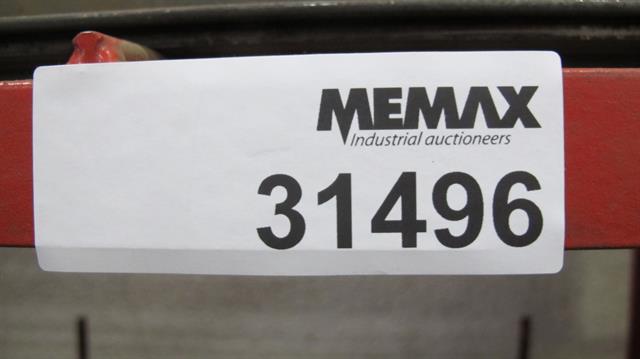 MEMAX
Industrial auctioneers
31496